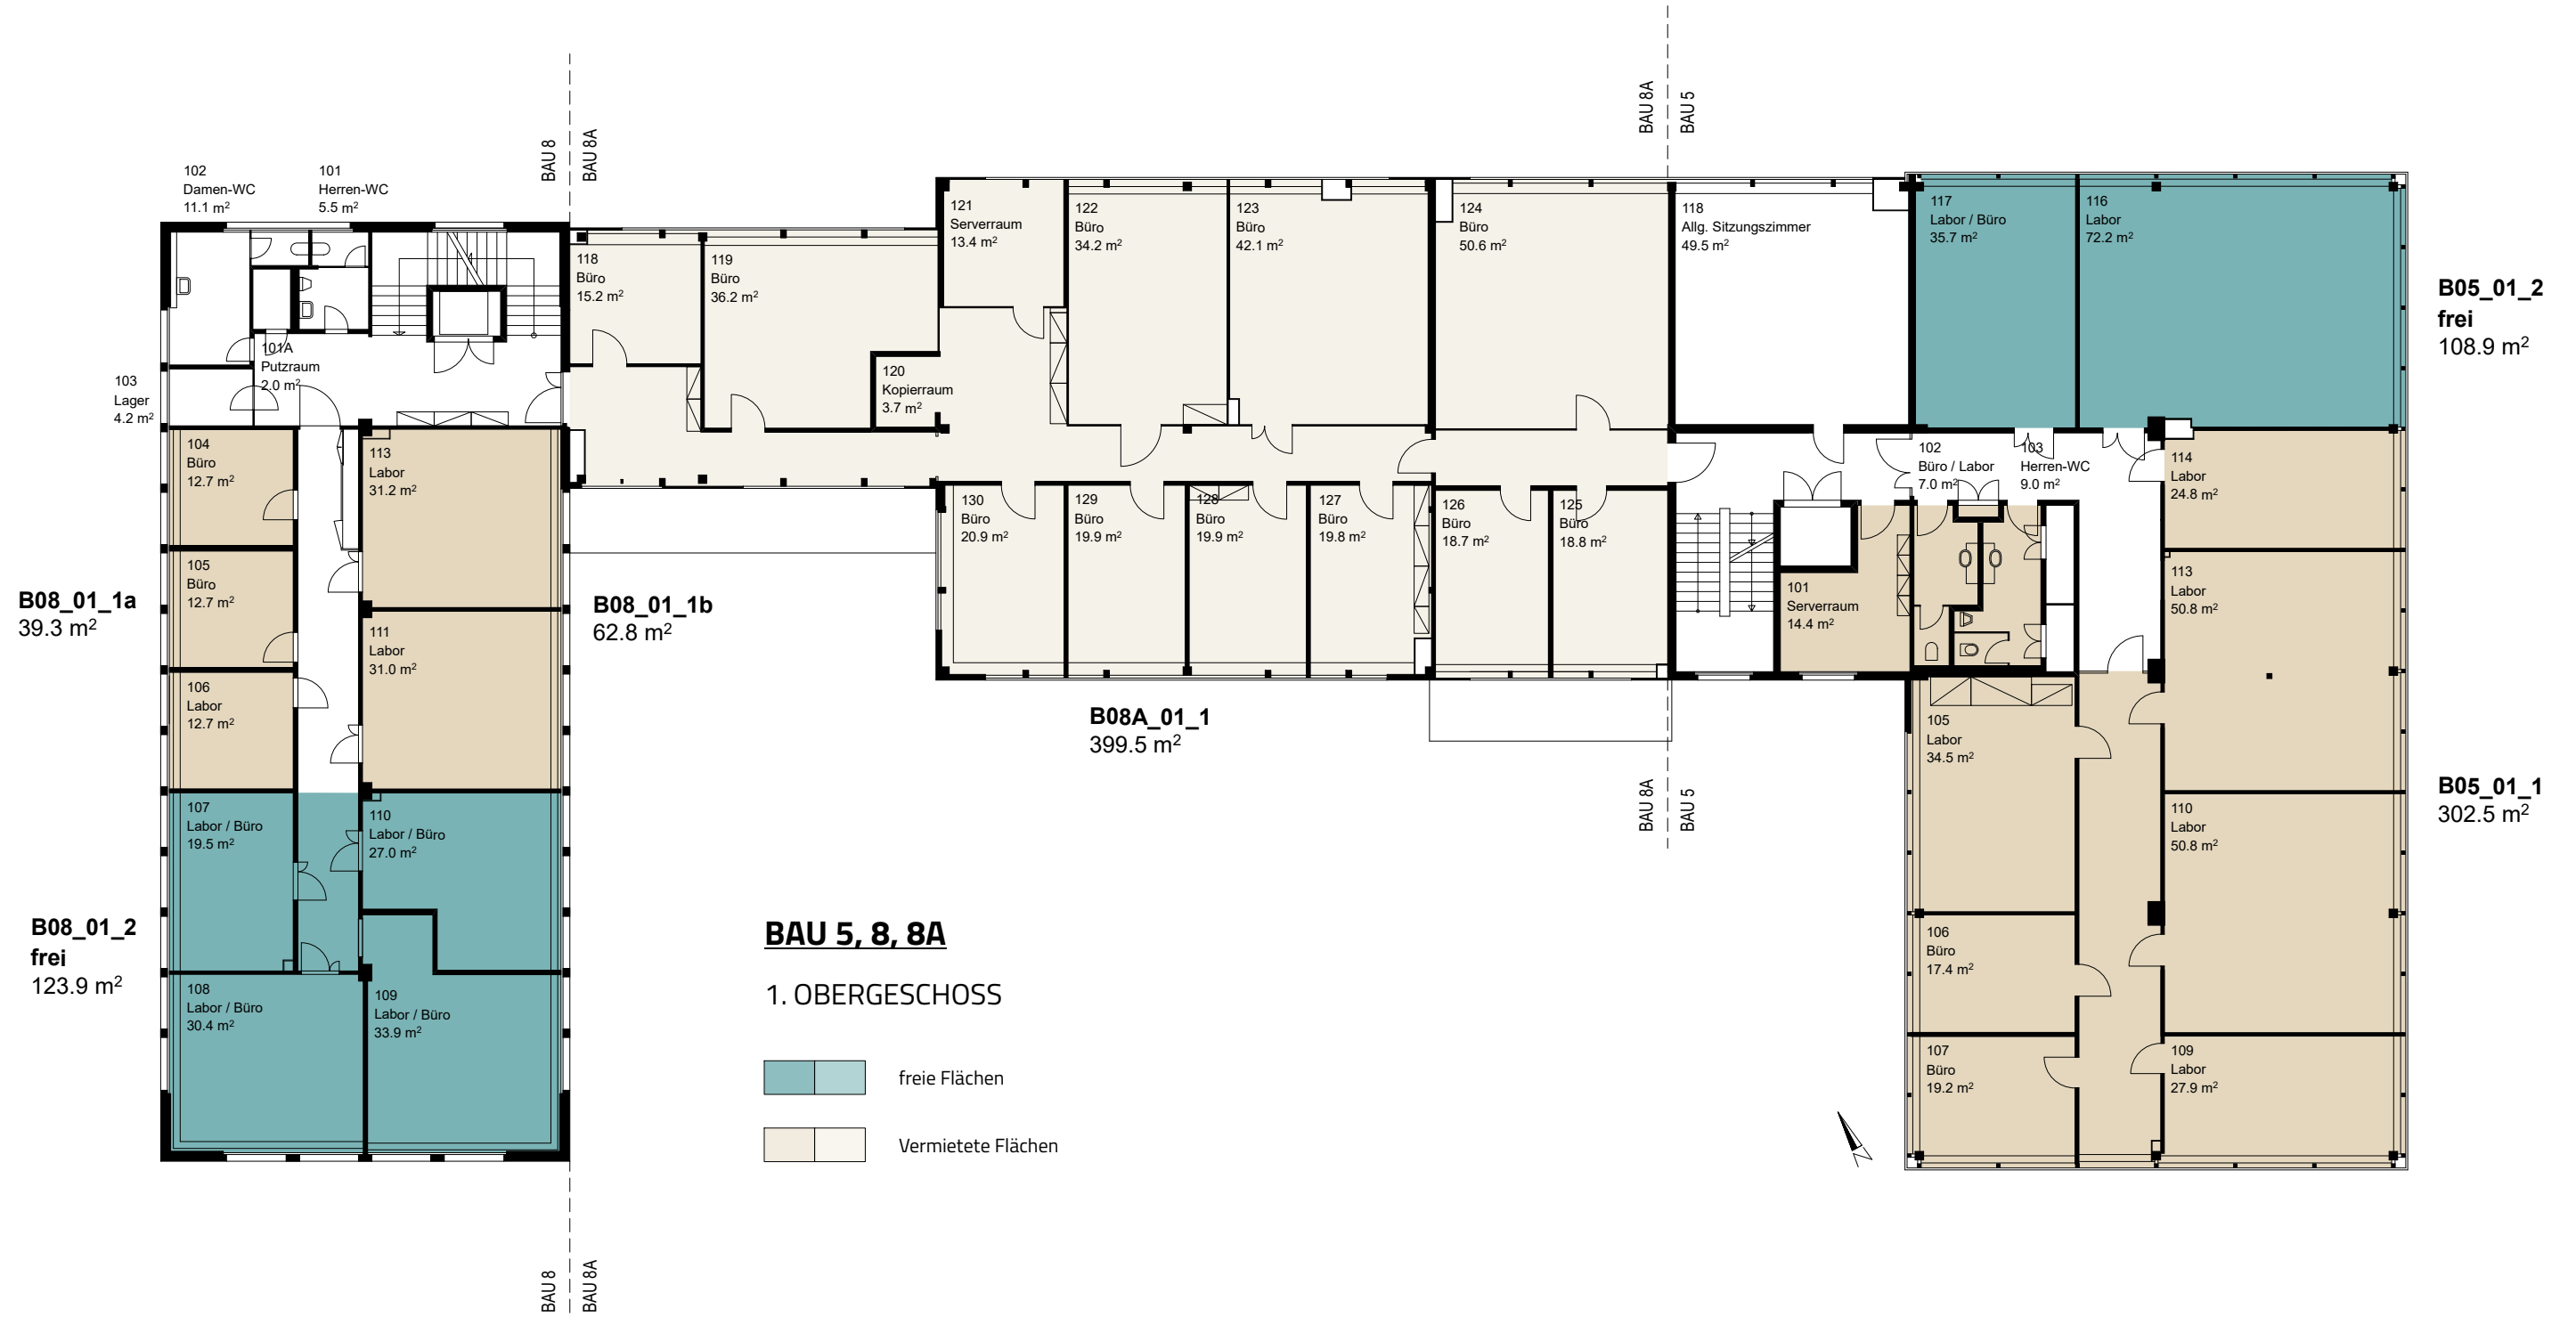 BAU 8
BAU 8A
BAU 8A
BAU 5
102
Damen-WC
11.1 m²
101
Herren-WC
5.5 m²
101A
Putzraum
2.0 m²
103
Lager
4.2 m²
104
Büro
12.7 m²
105
Büro
12.7 m²
106
Labor
12.7 m²
107
Labor / Büro
19.5 m²
108
Labor / Büro
30.4 m²
113
Labor
31.2 m²
111
Labor
31.0 m²
110
Labor / Büro
27.0 m²
109
Labor / Büro
33.9 m²
B08_01_1a
39.3 m²
B08_01_2
frei
123.9 m²
B08_01_1b
62.8 m²
118
Büro
15.2 m²
119
Büro
36.2 m²
120
Kopierraum
3.7 m²
121
Serverraum
13.4 m²
122
Büro
34.2 m²
123
Büro
42.1 m²
124
Büro
50.6 m²
130
Büro
20.9 m²
129
Büro
19.9 m²
128
Büro
19.9 m²
127
Büro
19.8 m²
126
Büro
18.7 m²
125
Büro
18.8 m²
B08A_01_1
399.5 m²
118
Allg. Sitzungszimmer
49.5 m²
117
Labor / Büro
35.7 m²
116
Labor
72.2 m²
102
Büro / Labor
7.0 m²
103
Herren-WC
9.0 m²
101
Serverraum
14.4 m²
114
Labor
24.8 m²
113
Labor
50.8 m²
105
Labor
34.5 m²
110
Labor
50.8 m²
106
Büro
17.4 m²
107
Büro
19.2 m²
109
Labor
27.9 m²
B05_01_2
frei
108.9 m²
B05_01_1
302.5 m²
BAU 8A
BAU 5
BAU 5, 8, 8A
1. OBERGESCHOSS
freie Flächen
Vermietete Flächen
N
BAU 8
BAU 8A